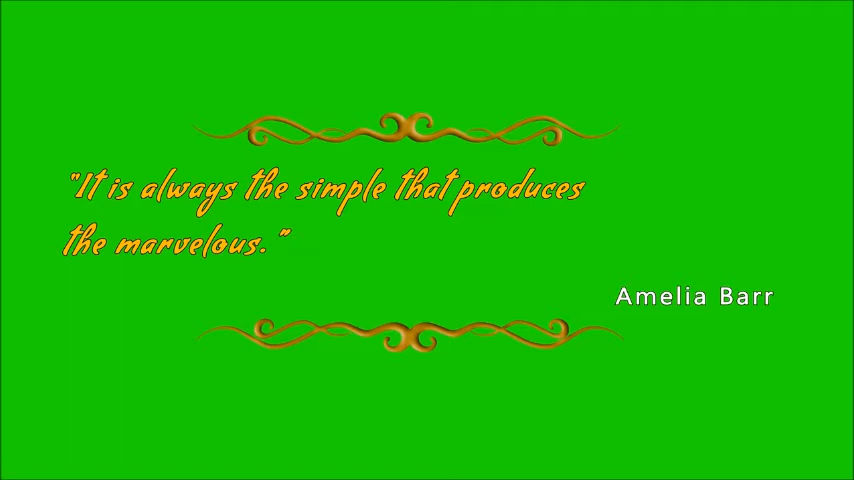 "It is always the simple that produces
the marvelous. "
Amelia Barr